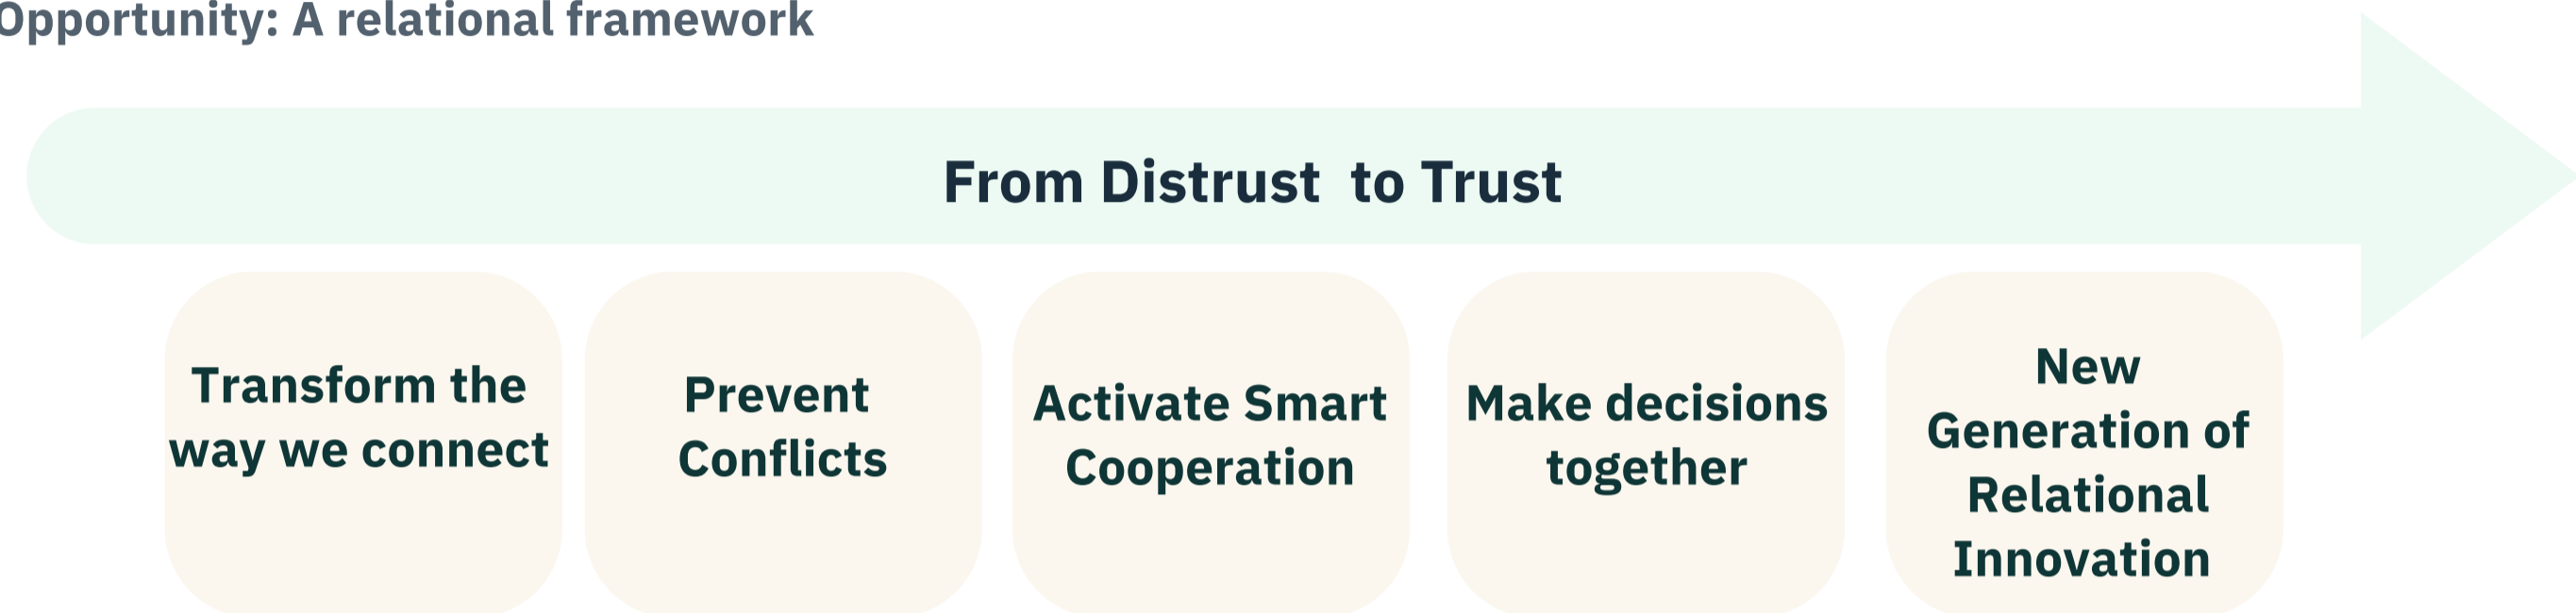 Opportunity: A relational framework
From Distrust  to Trust
Transform the
way we connect
Prevent
Conflicts
Activate Smart
Cooperation
Make decisions
together
New
Generation of
Relational
Innovation